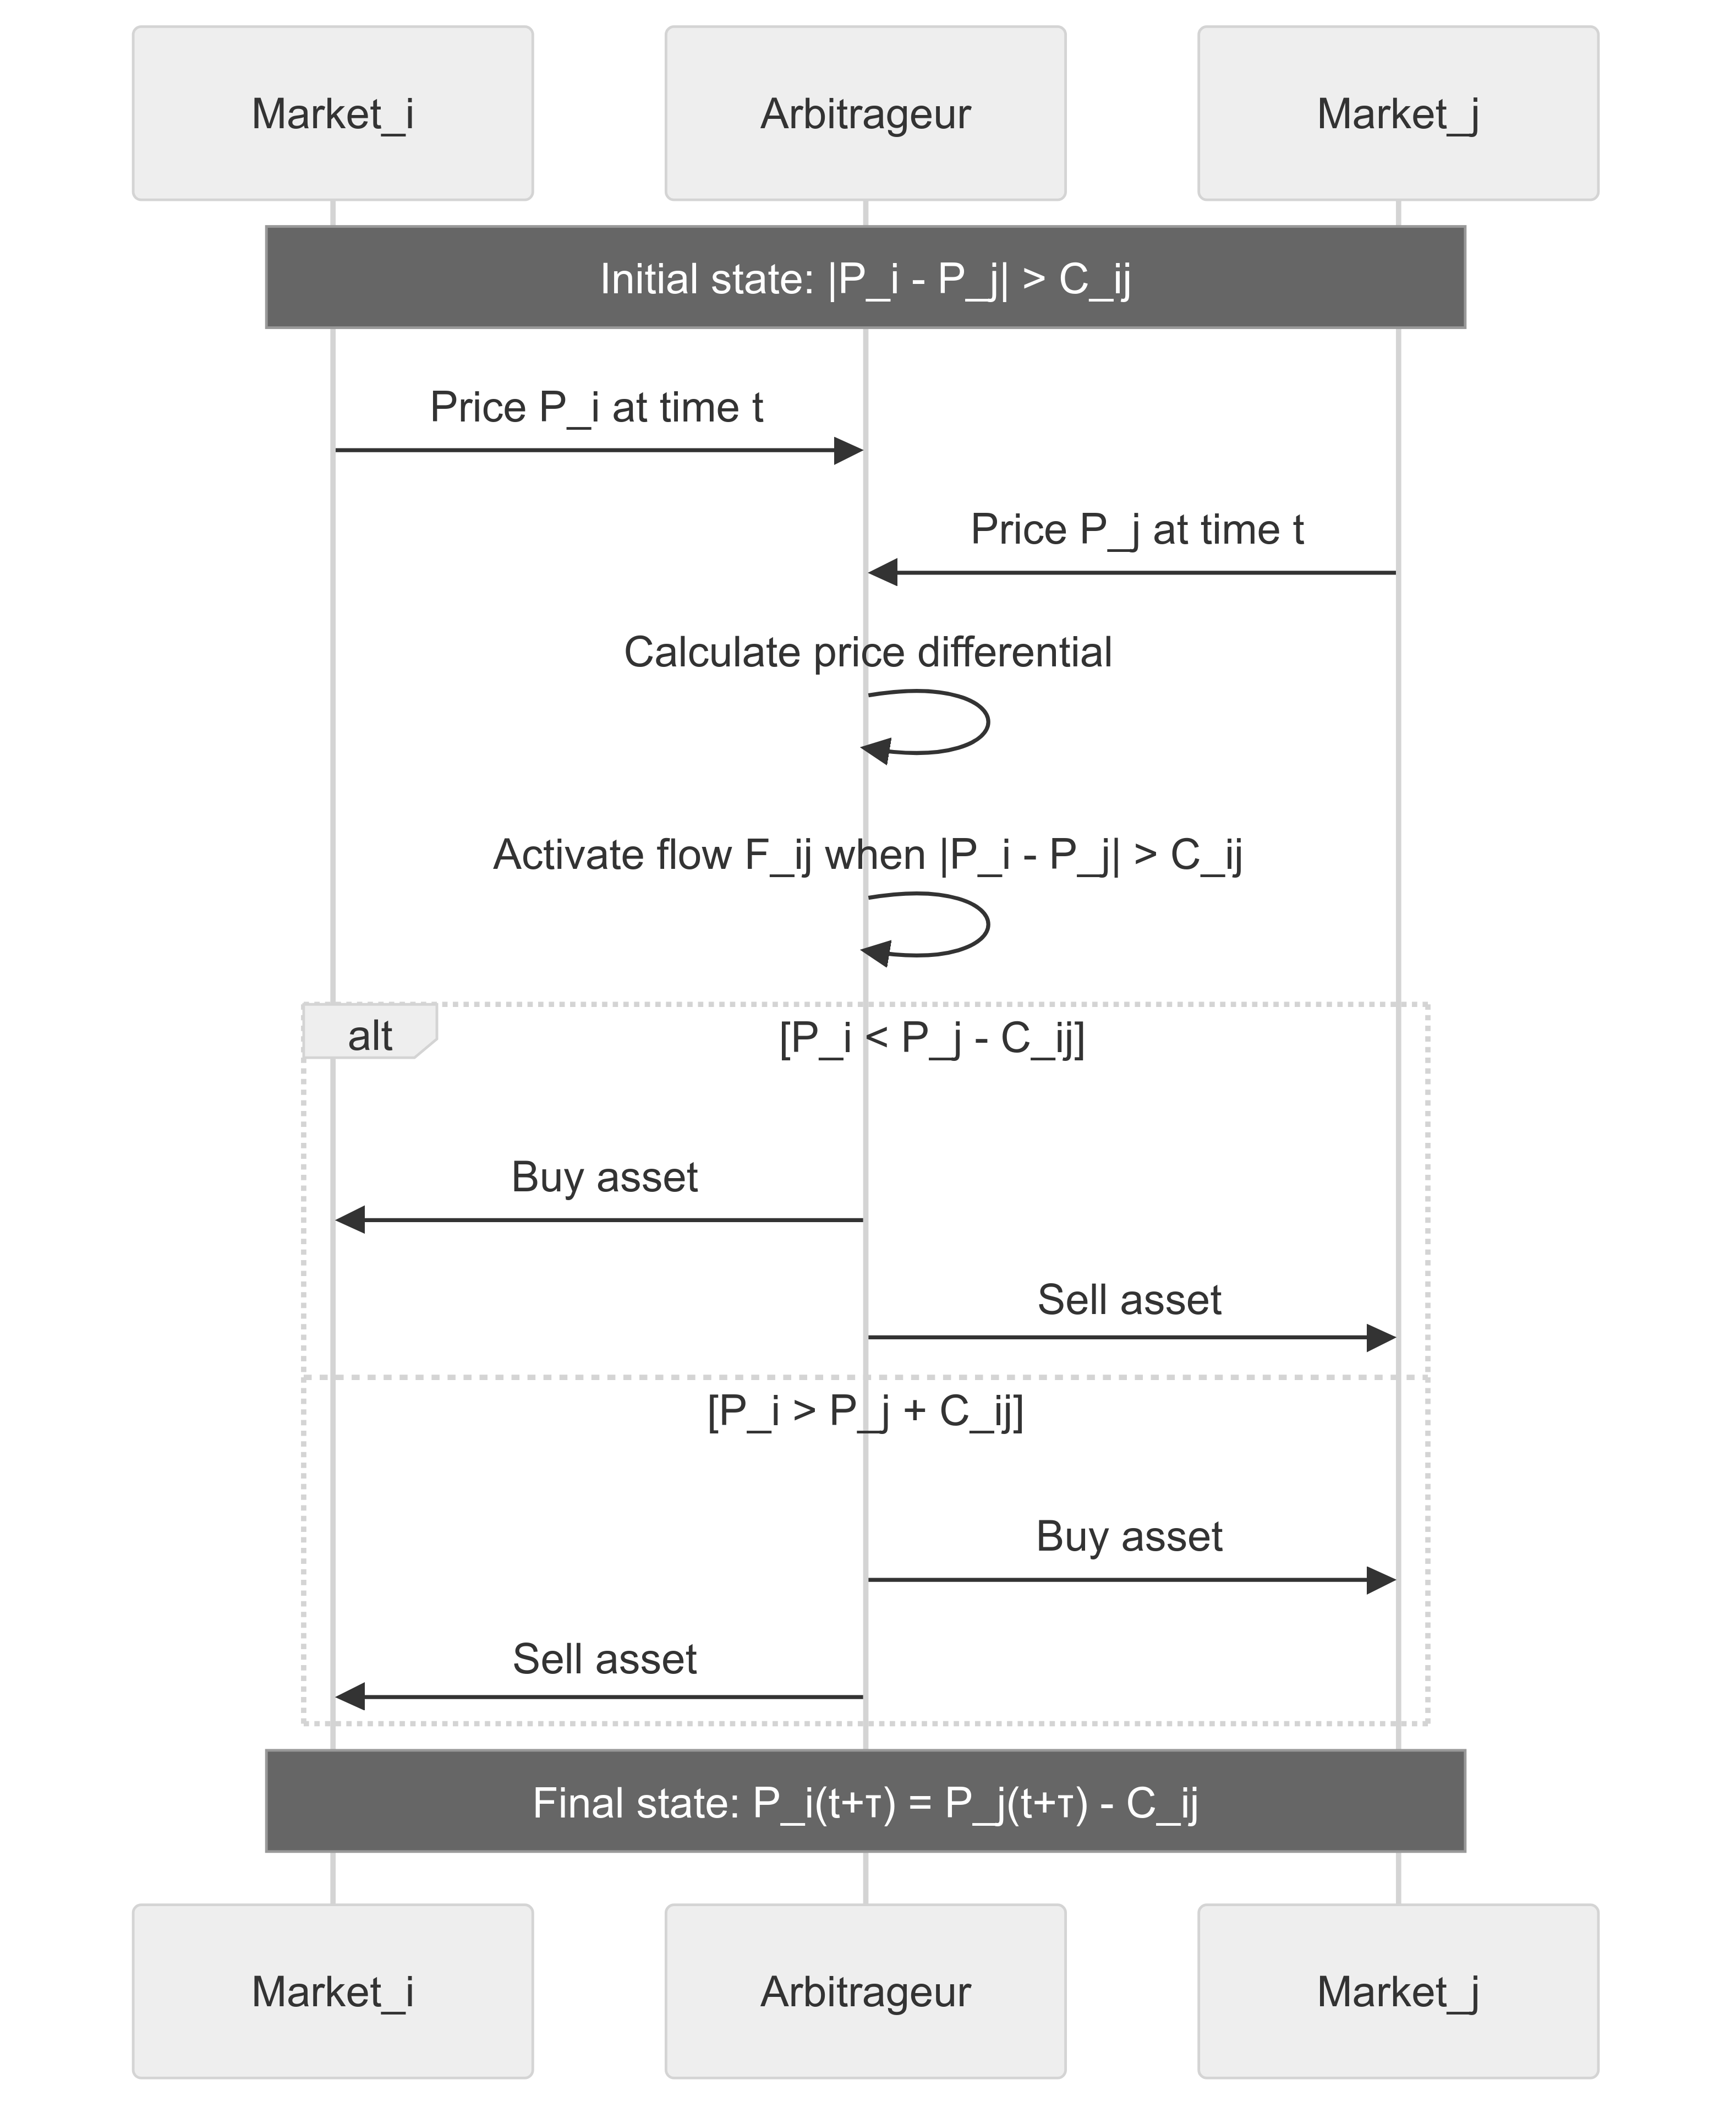 Market_i
Arbitrageur
Market_j
Initial state: |P_i - P_j| > C_ij
Price P_i at time t
Price P_j at time t
Calculate price differential
Activate flow F_ij when |P_i - P_j| > C_ij
alt
[P_i < P_j - C_ij]
Buy asset
Sell asset
[P_i > P_j + C_ij]
Buy asset
Sell asset
Final state: P_i(t+τ) = P_j(t+τ) - C_ij
Market_i
Arbitrageur
Market_j